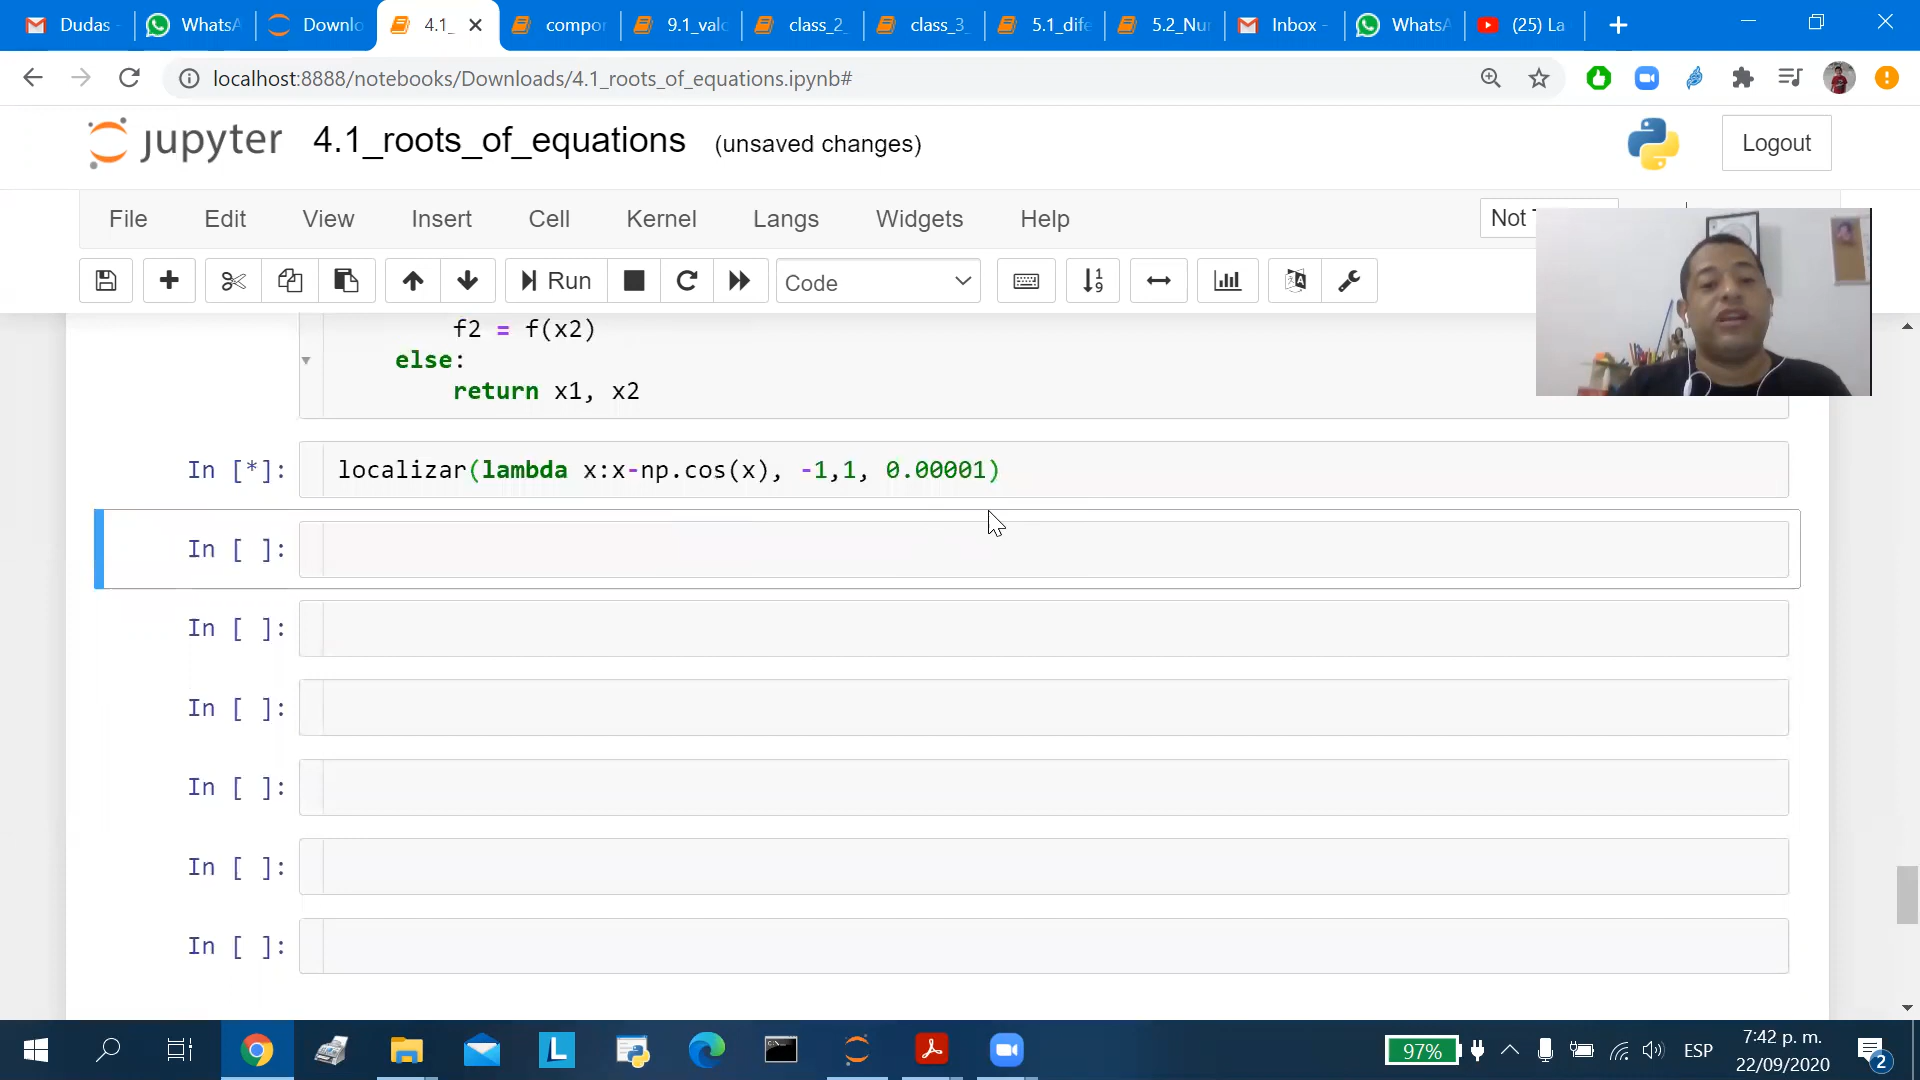 Dudas
WhatsA
Downlo
4.1_
compor
9.1_valo
class_2_
class_3_
5.1_dife
5.2_Nu
Inbox -
WhatsA
(25) La
localhost:8888/notebooks/Downloads/4.1_roots_of_equations.ipynb#
jupyter 4.1_roots_of_equations (unsaved changes)
Logout
File Edit View Insert Cell Kernel Langs Widgets Help
Not
Run
Code
f2 = f(x2)
else:
return x1, x2
In [*]: localizar(lambda x:x-np.cos(x), -1,1, 0.00001)
In [ ]:
In [ ]:
In [ ]:
In [ ]:
In [ ]:
In [ ]:
97%
ESP
7:42 p. m.
22/09/2020
2